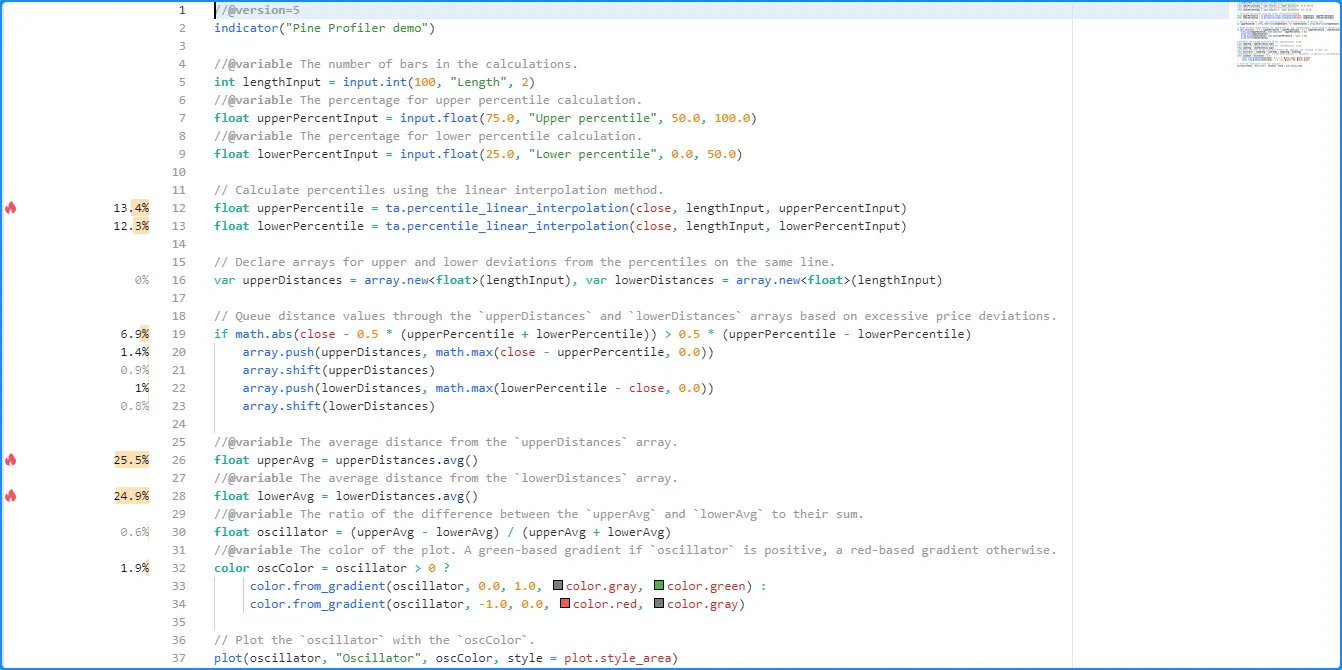 1 //@version=5
2 indicator("Pine Profiler demo")
3
4 //@variable The number of bars in the calculations.
5 int lengthInput = input.int(100, "Length", 2)
6 //@variable The percentage for upper percentile calculation.
7 float upperPercentInput = input.float(75.0, "Upper percentile", 50.0, 100.0)
8 //@variable The percentage for lower percentile calculation.
9 float lowerPercentInput = input.float(25.0, "Lower percentile", 0.0, 50.0)
10
11 // Calculate percentiles using the linear interpolation method.
13.4% 12 float upperPercentile = ta.percentile_linear_interpolation(close, lengthInput, upperPercentInput)
12.3% 13 float lowerPercentile = ta.percentile_linear_interpolation(close, lengthInput, lowerPercentInput)
14
15 // Declare arrays for upper and lower deviations from the percentiles on the same line.
0% 16 var upperDistances = array.new<float>(lengthInput), var lowerDistances = array.new<float>(lengthInput)
17
18 // Queue distance values through the `upperDistances` and `lowerDistances` arrays based on excessive price deviations.
6.9% 19 if math.abs(close - 0.5 * (upperPercentile + lowerPercentile)) > 0.5 * (upperPercentile - lowerPercentile)
1.4% 20 array.push(upperDistances, math.max(close - upperPercentile, 0.0))
0.9% 21 array.shift(upperDistances)
1% 22 array.push(lowerDistances, math.max(lowerPercentile - close, 0.0))
0.8% 23 array.shift(lowerDistances)
24
25 //@variable The average distance from the `upperDistances` array.
25.5% 26 float upperAvg = upperDistances.avg()
27 //@variable The average distance from the `lowerDistances` array.
24.9% 28 float lowerAvg = lowerDistances.avg()
29 //@variable The ratio of the difference between the `upperAvg` and `lowerAvg` to their sum.
0.6% 30 float oscillator = (upperAvg - lowerAvg) / (upperAvg + lowerAvg)
31 //@variable The color of the plot. A green-based gradient if `oscillator` is positive, a red-based gradient otherwise.
1.9% 32 color oscColor = oscillator > 0 ?
33 color.from_gradient(oscillator, 0.0, 1.0, color.gray, color.green) :
34 color.from_gradient(oscillator, -1.0, 0.0, color.red, color.gray)
35
36 // Plot the `oscillator` with the `oscColor`.
37 plot(oscillator, "Oscillator", oscColor, style = plot.style_area)